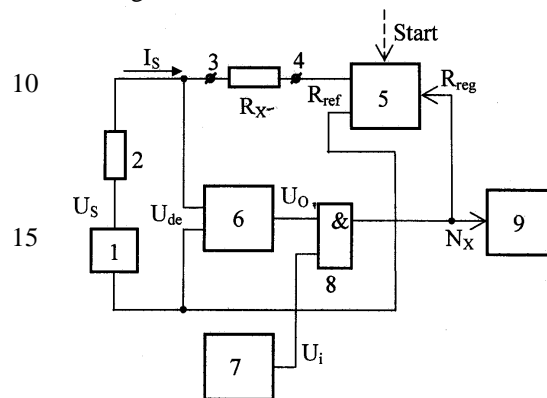 Start
I_S
3
4
10
R_X
R_ref
5
R_reg
2
U_S
U_de
6
U_O
&
N_X
9
15
1
8
7
U_i